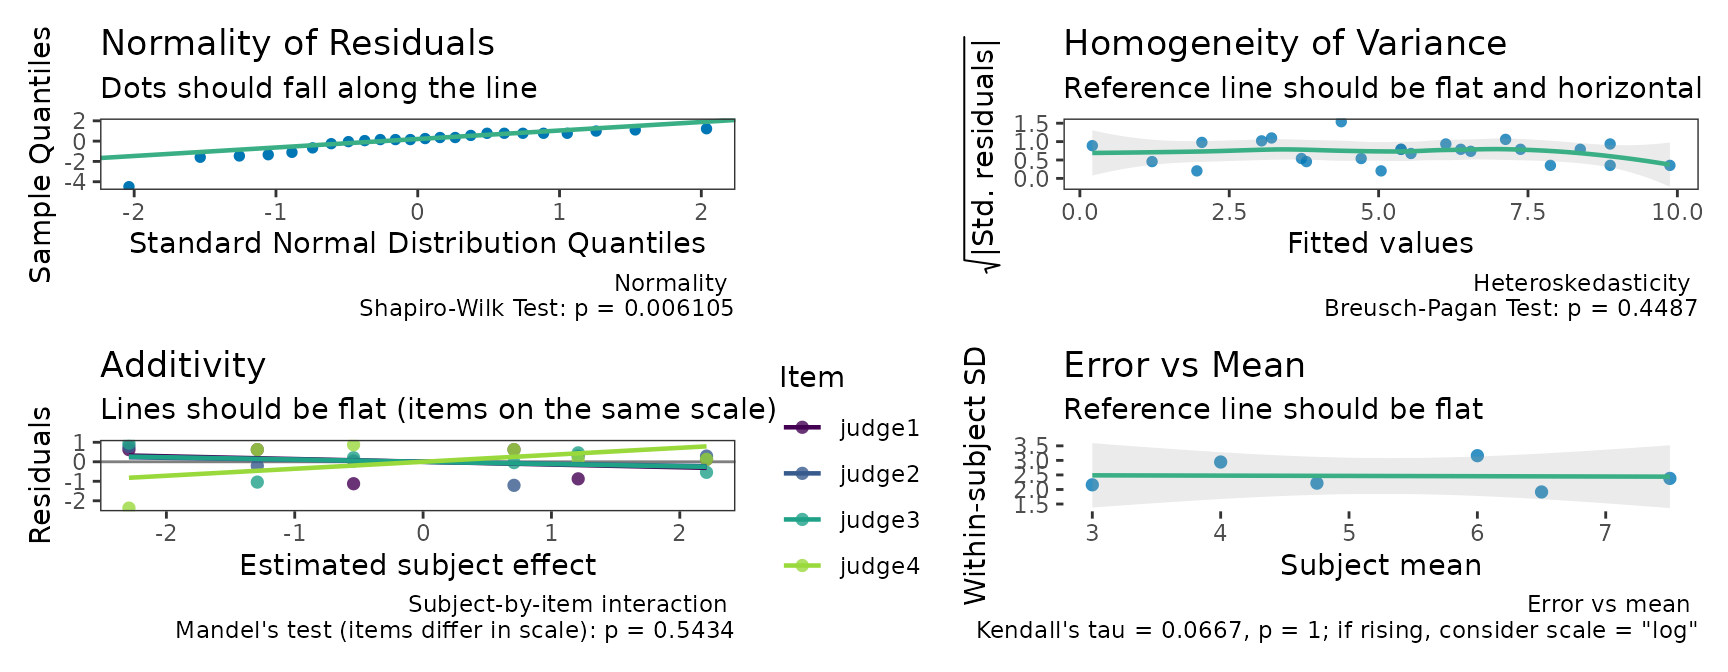 Normality of Residuals
Dots should fall along the line
Sample Quantiles
2
0
-2
-4
-2 -1 0 1 2
Standard Normal Distribution Quantiles
Normality
Shapiro-Wilk Test: p = 0.006105
Homogeneity of Variance
Reference line should be flat and horizontal
√|Std. residuals|
1.5
1.0
0.5
0.0
0.0 2.5 5.0 7.5 10.0
Fitted values
Heteroskedasticity
Breusch-Pagan Test: p = 0.4487
Additivity
Lines should be flat (items on the same scale)
Residuals
1
0
-1
-2
-2 -1 0 1 2
Estimated subject effect
Subject-by-item interaction
Mandel's test (items differ in scale): p = 0.5434
Item
judge1
judge2
judge3
judge4
Error vs Mean
Reference line should be flat
Within-subject SD
3.5
3.0
2.5
2.0
1.5
3 4 5 6 7
Subject mean
Error vs mean
Kendall's tau = 0.0667, p = 1; if rising, consider scale = "log"